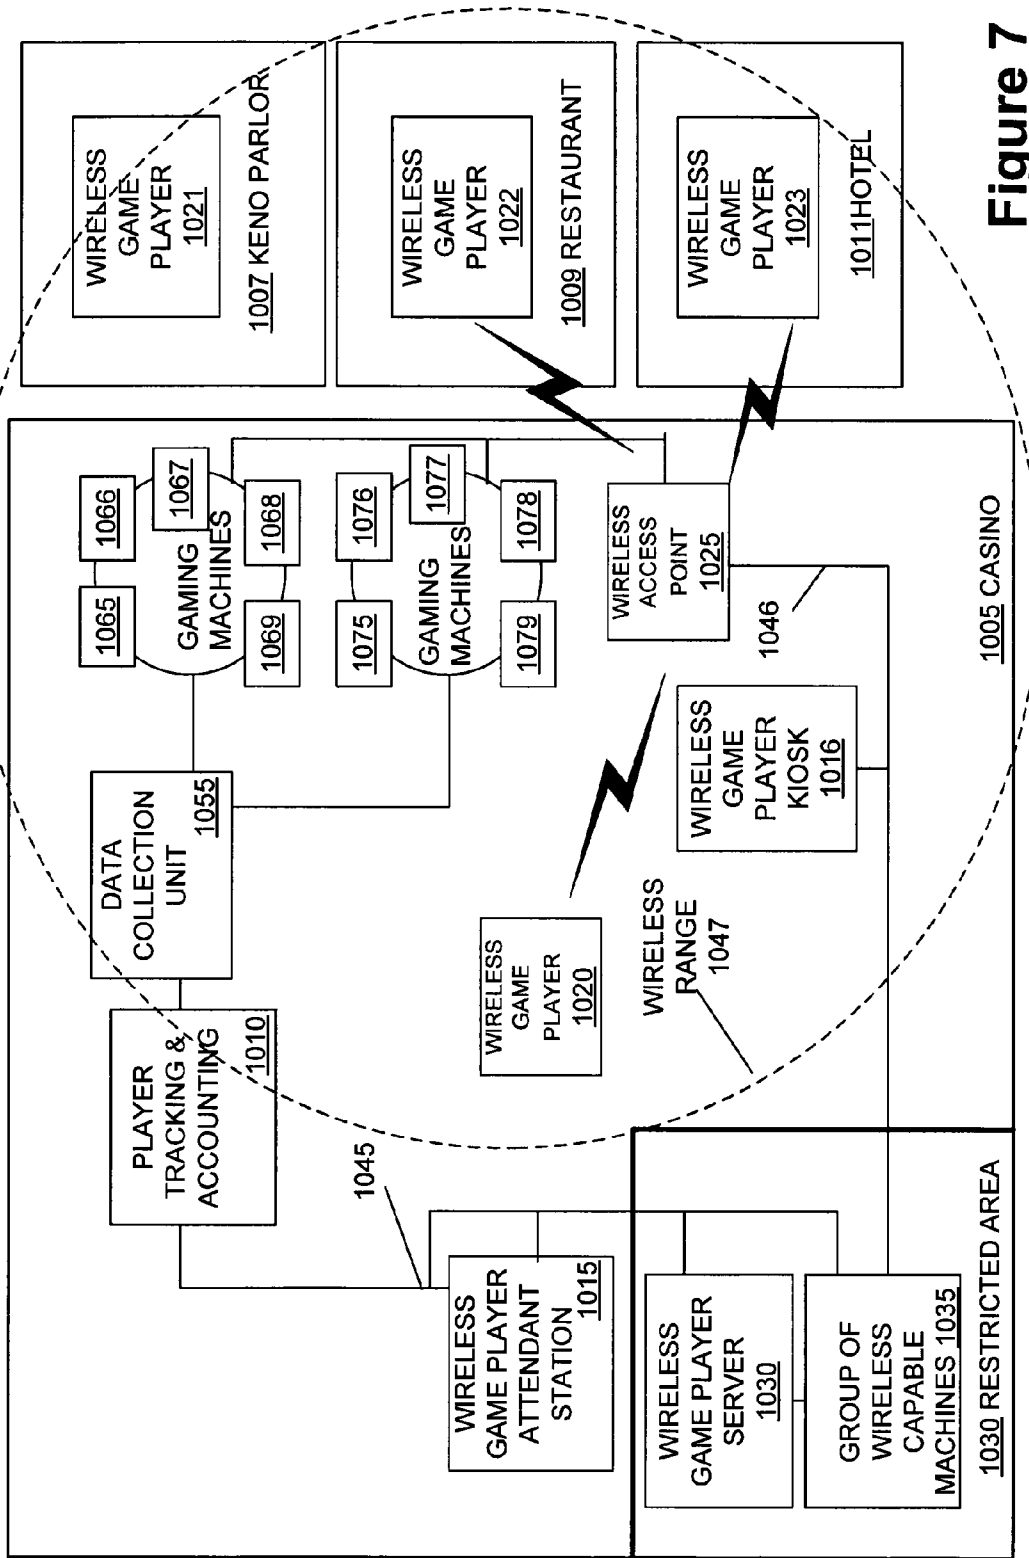 PLAYER
TRACKING &
ACCOUNTING
1010
DATA
COLLECTION
UNIT
1055
1065
1066
1067
GAMING
MACHINES
1068
1069
1075
1076
1077
GAMING
MACHINES
1078
1079
WIRELESS
GAME
PLAYER
1021
1007 KENO PARLOR
WIRELESS
GAME
PLAYER
1022
1009 RESTAURANT
WIRELESS
GAME
PLAYER
1023
1011HOTEL
1045
WIRELESS
GAME PLAYER
ATTENDANT
STATION
1015
WIRELESS
GAME
PLAYER
1020
WIRELESS
ACCESS
POINT
1025
WIRELESS
RANGE
1047
WIRELESS
GAME
PLAYER
KIOSK
1016
1046
WIRELESS
GAME PLAYER
SERVER
1030
GROUP OF
WIRELESS
CAPABLE
MACHINES 1035
1030 RESTRICTED AREA
1005 CASINO
Figure 7